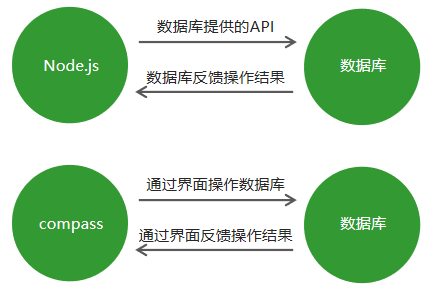 数据库提供的API
Node.js
数据库
数据库反馈操作结果
通过界面操作数据库
compass
数据库
通过界面反馈操作结果